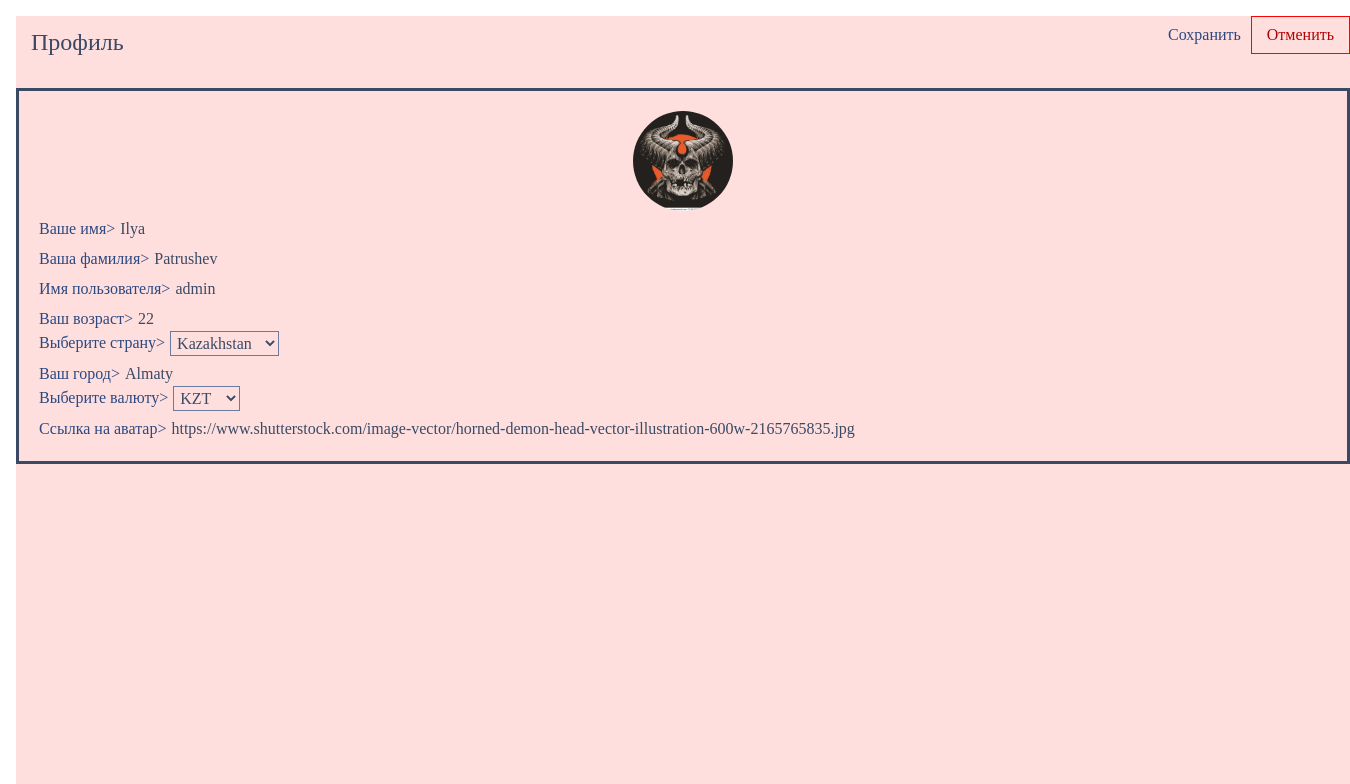 Профиль
Сохранить
Отменить
Ваше имя> Ilya
Ваша фамилия> Patrushev
Имя пользователя> admin
Ваш возраст> 22
Выберите страну> Kazakhstan
Ваш город> Almaty
Выберите валюту> KZT
Ссылка на аватар> https://www.shutterstock.com/image-vector/horned-demon-head-vector-illustration-600w-2165765835.jpg